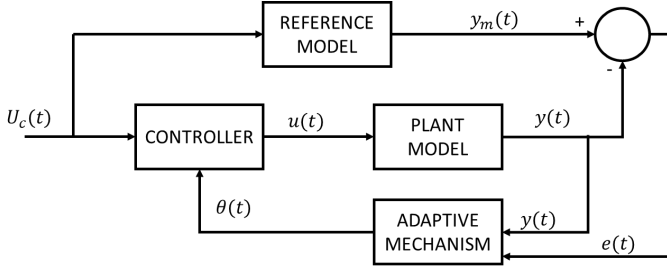 REFERENCE
MODEL
y_m(t)
+
-
U_c(t)
CONTROLLER
u(t)
PLANT
MODEL
y(t)
θ(t)
ADAPTIVE
MECHANISM
y(t)
e(t)